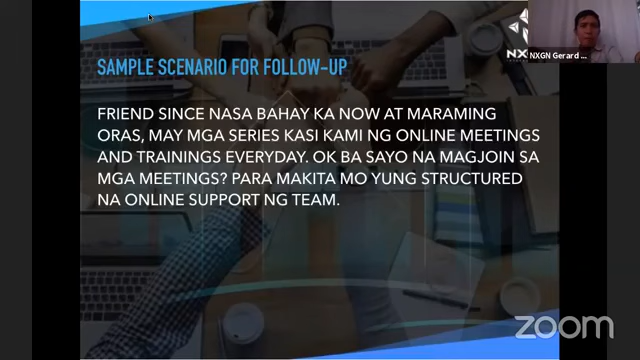 SAMPLE SCENARIO FOR FOLLOW-UP
FRIEND SINCE NASA BAHAY KA NOW AT MARAMING
ORAS, MAY MGA SERIES KASI KAMI NG ONLINE MEETINGS
AND TRAININGS EVERYDAY. OK BA SAYO NA MAGJOIN SA
MGA MEETINGS? PARA MAKITA MO YUNG STRUCTURED
NA ONLINE SUPPORT NG TEAM.
NXGN Gerard ...
zoom